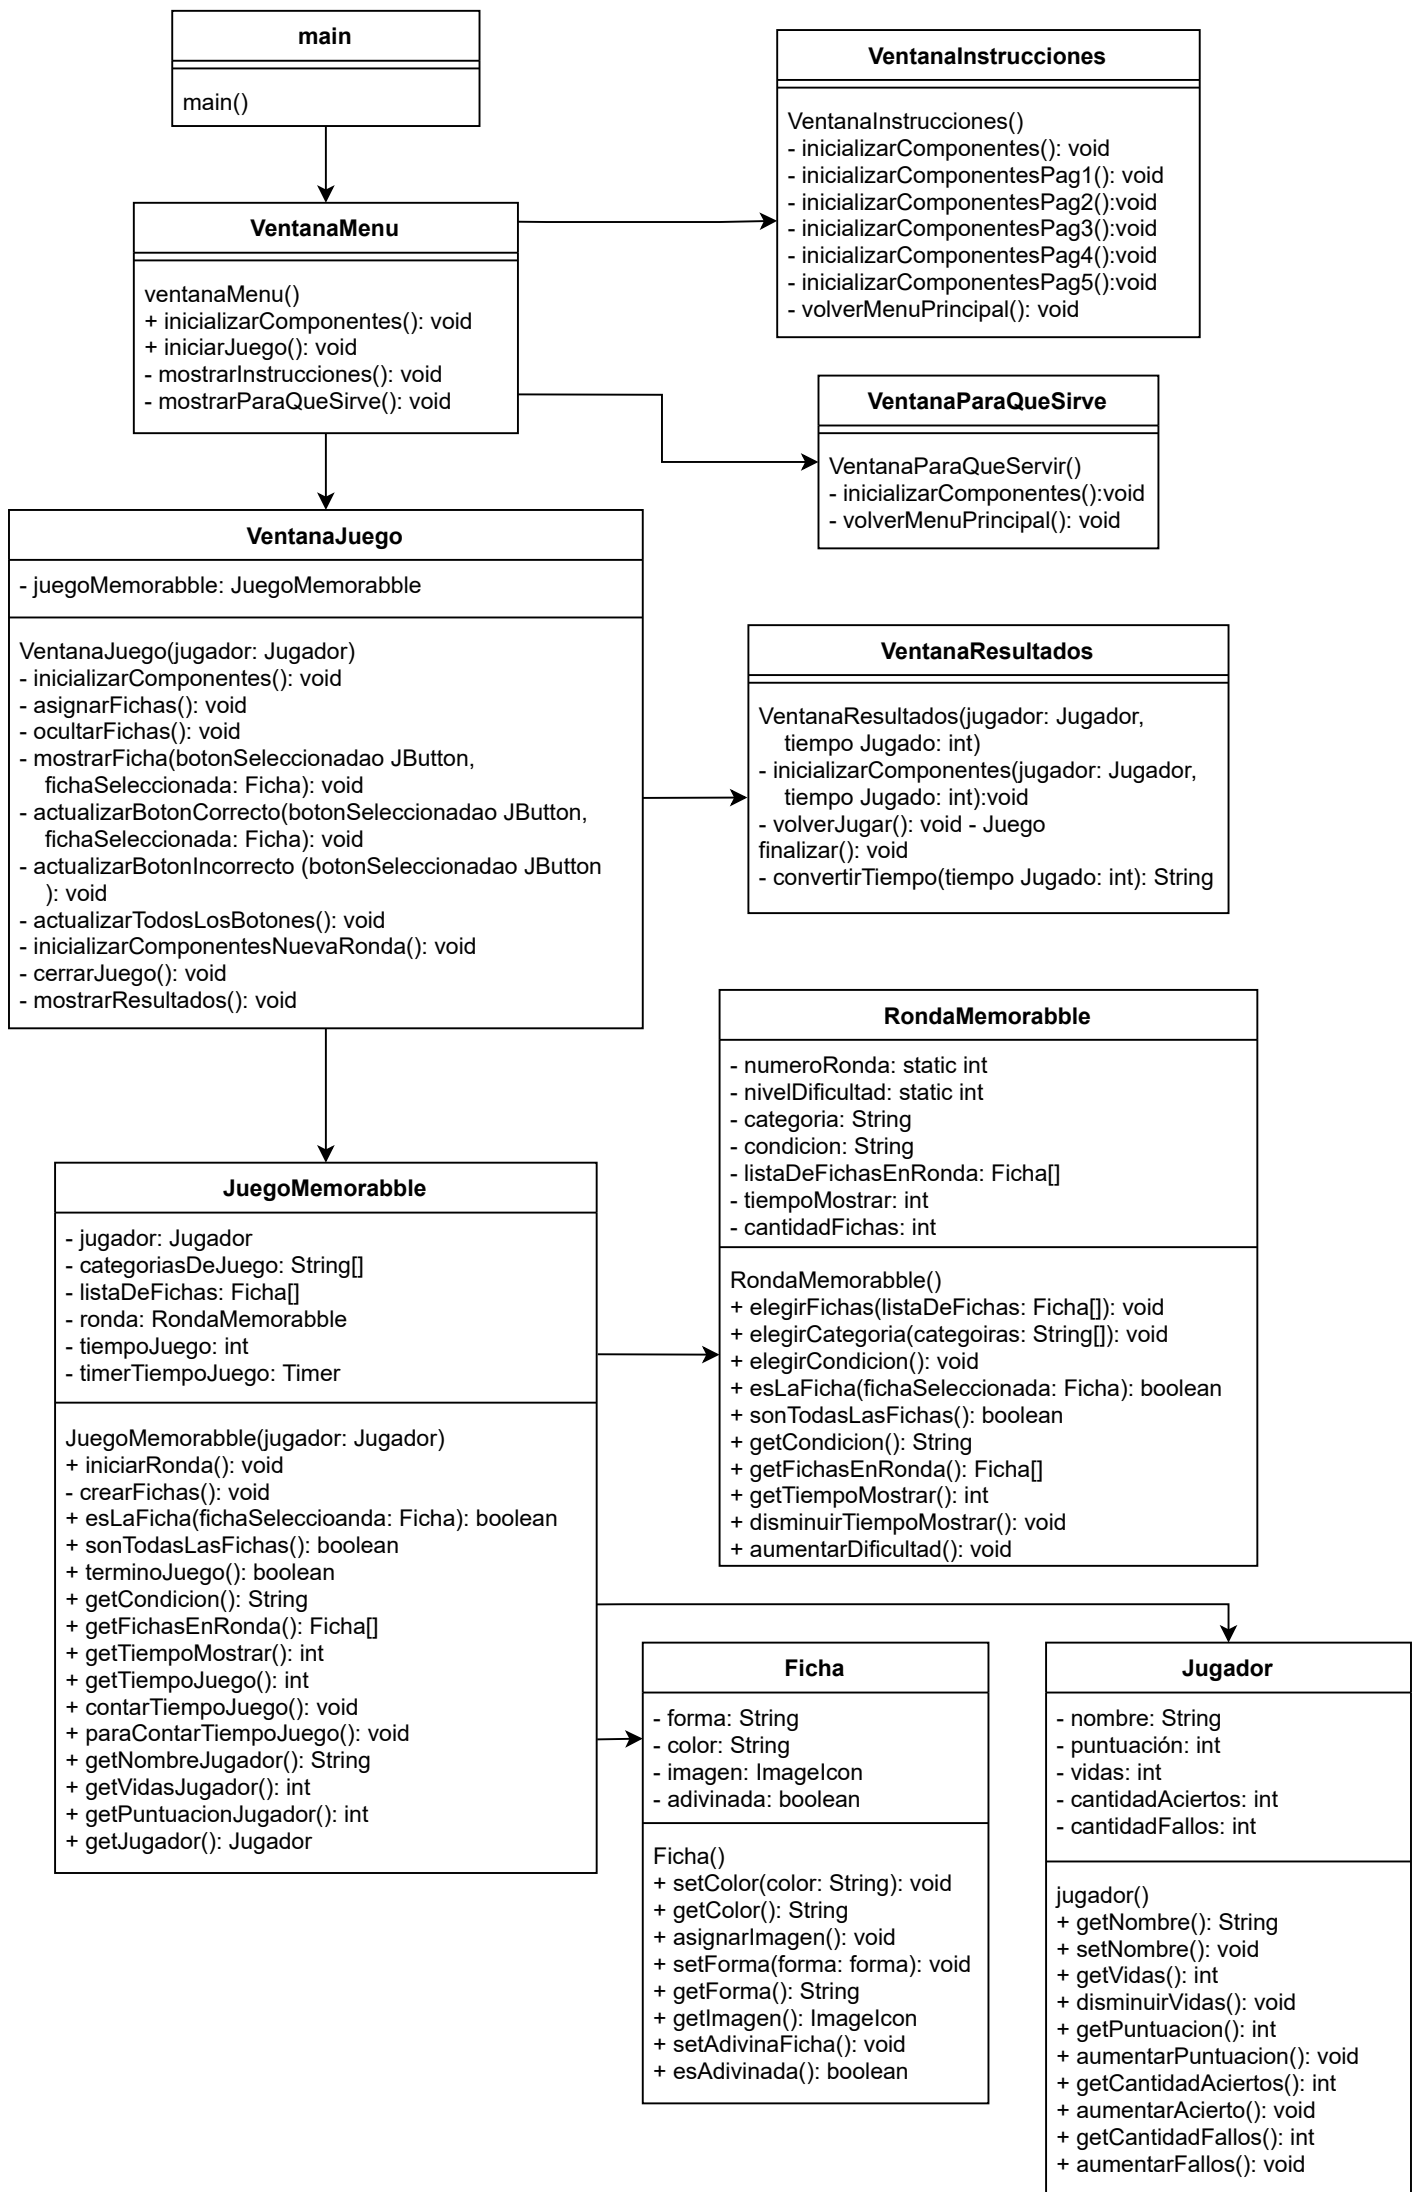 main
main()
VentanaInstrucciones
VentanaInstrucciones()
- inicializarComponentes(): void
- inicializarComponentesPag1(): void
- inicializarComponentesPag2():void
- inicializarComponentesPag3():void
- inicializarComponentesPag4():void
- inicializarComponentesPag5():void
- volverMenuPrincipal(): void
VentanaMenu
ventanaMenu()
+ inicializarComponentes(): void
+ iniciarJuego(): void
- mostrarInstrucciones(): void
- mostrarParaQueSirve(): void
VentanaParaQueSirve
VentanaParaQueServir()
- inicializarComponentes():void
- volverMenuPrincipal(): void
VentanaJuego
- juegoMemorabble: JuegoMemorabble
VentanaJuego(jugador: Jugador)
- inicializarComponentes(): void
- asignarFichas(): void
- ocultarFichas(): void
- mostrarFicha(botonSeleccionadao JButton,
fichaSeleccionada: Ficha): void
- actualizarBotonCorrecto(botonSeleccionadao JButton,
fichaSeleccionada: Ficha): void
- actualizarBotonIncorrecto (botonSeleccionadao JButton
): void
- actualizarTodosLosBotones(): void
- inicializarComponentesNuevaRonda(): void
- cerrarJuego(): void
- mostrarResultados(): void
VentanaResultados
VentanaResultados(jugador: Jugador,
tiempo Jugado: int)
- inicializarComponentes(jugador: Jugador,
tiempo Jugado: int):void
- volverJugar(): void - Juego
finalizar(): void
- convertirTiempo(tiempo Jugado: int): String
RondaMemorabble
- numeroRonda: static int
- nivelDificultad: static int
- categoria: String
- condicion: String
- listaDeFichasEnRonda: Ficha[]
- tiempoMostrar: int
- cantidadFichas: int
RondaMemorabble()
+ elegirFichas(listaDeFichas: Ficha[]): void
+ elegirCategoria(categoiras: String[]): void
+ elegirCondicion(): void
+ esLaFicha(fichaSeleccionada: Ficha): boolean
+ sonTodasLasFichas(): boolean
+ getCondicion(): String
+ getFichasEnRonda(): Ficha[]
+ getTiempoMostrar(): int
+ disminuirTiempoMostrar(): void
+ aumentarDificultad(): void
JuegoMemorabble
- jugador: Jugador
- categoriasDeJuego: String[]
- listaDeFichas: Ficha[]
- ronda: RondaMemorabble
- tiempoJuego: int
- timerTiempoJuego: Timer
JuegoMemorabble(jugador: Jugador)
+ iniciarRonda(): void
- crearFichas(): void
+ esLaFicha(fichaSeleccioanda: Ficha): boolean
+ sonTodasLasFichas(): boolean
+ terminoJuego(): boolean
+ getCondicion(): String
+ getFichasEnRonda(): Ficha[]
+ getTiempoMostrar(): int
+ getTiempoJuego(): int
+ contarTiempoJuego(): void
+ paraContarTiempoJuego(): void
+ getNombreJugador(): String
+ getVidasJugador(): int
+ getPuntuacionJugador(): int
+ getJugador(): Jugador
Ficha
- forma: String
- color: String
- imagen: ImageIcon
- adivinada: boolean
Ficha()
+ setColor(color: String): void
+ getColor(): String
+ asignarImagen(): void
+ setForma(forma: forma): void
+ getForma(): String
+ getImagen(): ImageIcon
+ setAdivinaFicha(): void
+ esAdivinada(): boolean
Jugador
- nombre: String
- puntuación: int
- vidas: int
- cantidadAciertos: int
- cantidadFallos: int
jugador()
+ getNombre(): String
+ setNombre(): void
+ getVidas(): int
+ disminuirVidas(): void
+ getPuntuacion(): int
+ aumentarPuntuacion(): void
+ getCantidadAciertos(): int
+ aumentarAcierto(): void
+ getCantidadFallos(): int
+ aumentarFallos(): void